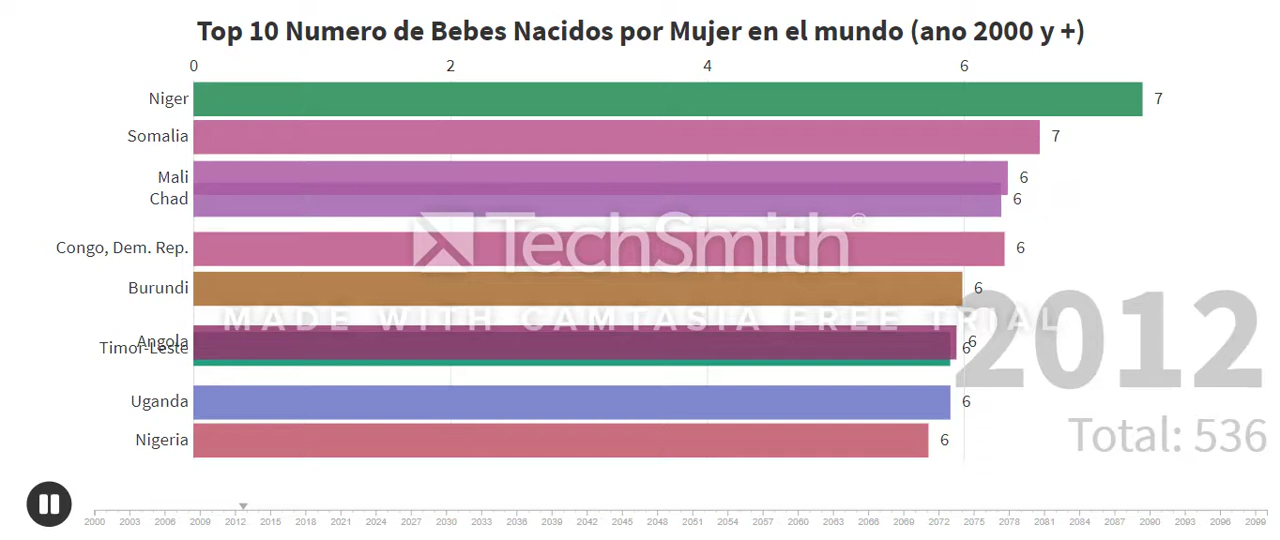 Top 10 Numero de Bebes Nacidos por Mujer en el mundo (ano 2000 y +)
0 2 4 6
Niger 7
Somalia 7
Mali 6
Chad 6
TechSmith®
Congo, Dem. Rep. 6
Burundi 6
MADE WITH CAMTASIA FREE TRIAL
2012
Angola 6
Timor-Leste 6
Uganda 6
Nigeria 6
Total: 536
2000 2003 2006 2009 2012 2015 2018 2021 2024 2027 2030 2033 2036 2039 2042 2045 2048 2051 2054 2057 2060 2063 2066 2069 2072 2075 2078 2081 2084 2087 2090 2093 2096 2099